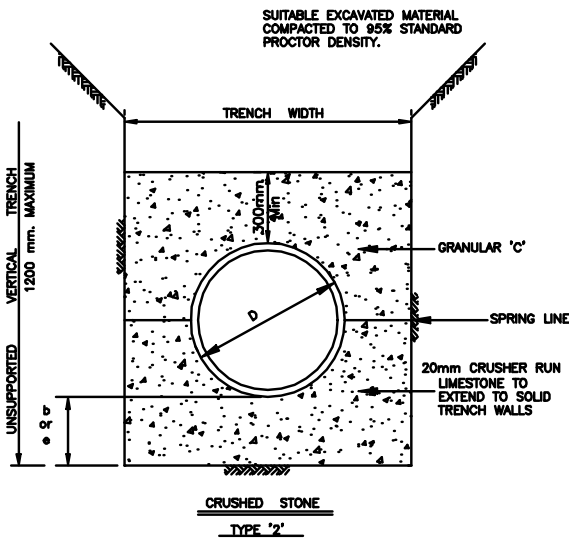 SUITABLE EXCAVATED MATERIAL
COMPACTED TO 95% STANDARD
PROCTOR DENSITY.
TRENCH WIDTH
UNSUPPORTED VERTICAL TRENCH
1200 mm. MAXIMUM
300mm.
Min
GRANULAR 'C'
D
SPRING LINE
20mm CRUSHER RUN
LIMESTONE TO
EXTEND TO SOLID
TRENCH WALLS
b
or
e
CRUSHED STONE
TYPE '2'